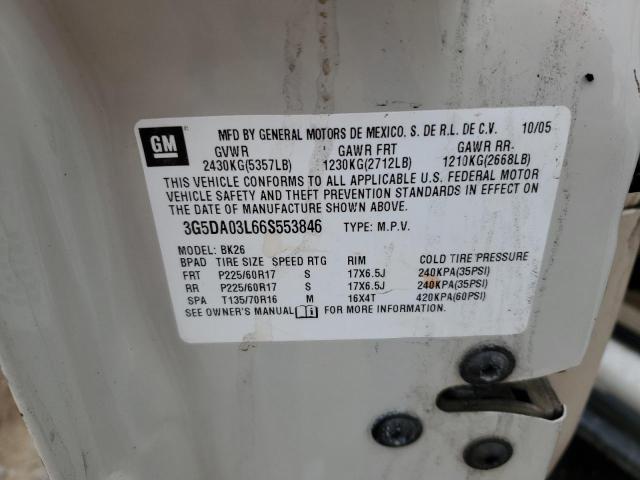 GM
MFD BY GENERAL MOTORS DE MEXICO. S. DE R.L. DE C.V. 10/05
GVWR GAWR FRT GAWR RR
2430KG(5357LB) 1230KG(2712LB) 1210KG(2668LB)
THIS VEHICLE CONFORMS TO ALL APPLICABLE U.S. FEDERAL MOTOR
VEHICLE SAFETY AND THEFT PREVENTION STANDARDS IN EFFECT ON
THE DATE OF MANUFACTURE SHOWN ABOVE.
3G5DA03L66S553846 TYPE: M.P.V.
MODEL: BK26
BPAD TIRE SIZE SPEED RTG RIM COLD TIRE PRESSURE
FRT P225/60R17 S 17X6.5J 240KPA(35PSI)
RR P225/60R17 S 17X6.5J 240KPA(35PSI)
SPA T135/70R16 M 16X4T 420KPA(60PSI)
SEE OWNER'S MANUAL i FOR MORE INFORMATION.